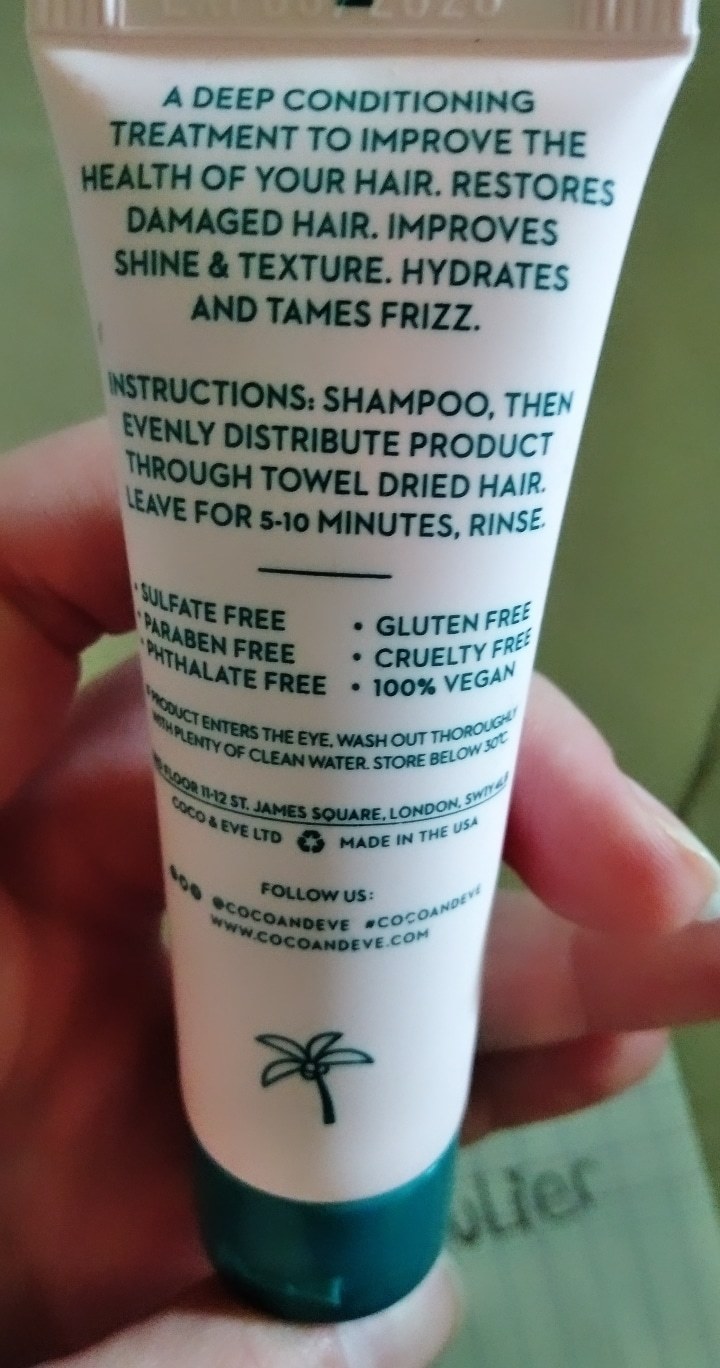 A DEEP CONDITIONING
TREATMENT TO IMPROVE THE
HEALTH OF YOUR HAIR. RESTORES
DAMAGED HAIR. IMPROVES
SHINE & TEXTURE. HYDRATES
AND TAMES FRIZZ.
INSTRUCTIONS: SHAMPOO, THEN
EVENLY DISTRIBUTE PRODUCT
THROUGH TOWEL DRIED HAIR.
LEAVE FOR 5-10 MINUTES, RINSE.
• SULFATE FREE
• PARABEN FREE
• PHTHALATE FREE
• GLUTEN FREE
• CRUELTY FREE
• 100% VEGAN
PRODUCT ENTERS THE EYE, WASH OUT THOROUGHLY
WITH PLENTY OF CLEAN WATER. STORE BELOW 30°C
FLOOR 11-12 ST. JAMES SQUARE, LONDON,
COCO & EVE LTD MADE IN THE USA
FOLLOW US:
@COCOANDEVE #COCOANDEVE
WWW.COCOANDEVE.COM